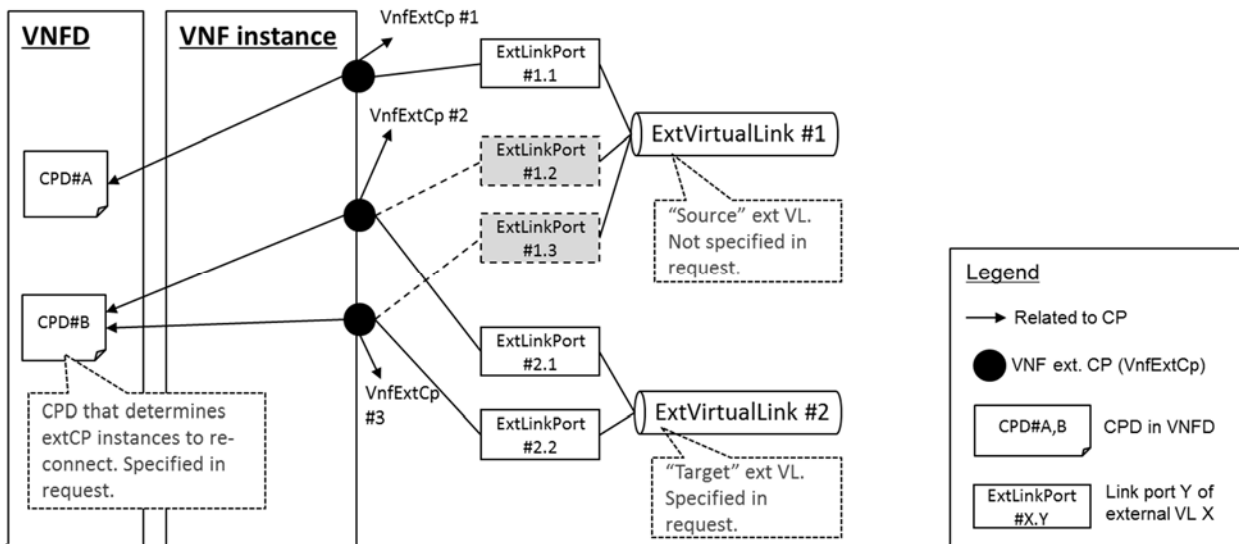 VNFD
VNF instance
VnfExtCp #1
ExtLinkPort
#1.1
VnfExtCp #2
ExtVirtualLink #1
CPD#A
ExtLinkPort
#1.2
"Source" ext VL.
Not specified in
request.
ExtLinkPort
#1.3
CPD#B
ExtLinkPort
#2.1
VnfExtCp
#3
CPD that determines
extCP instances to re-
connect. Specified in
request.
ExtLinkPort
#2.2
ExtVirtualLink #2
"Target" ext VL.
Specified in
request.
Legend
Related to CP
VNF ext. CP (VnfExtCp)
CPD#A,B
CPD in VNFD
ExtLinkPort
#X.Y
Link port Y of
external VL X